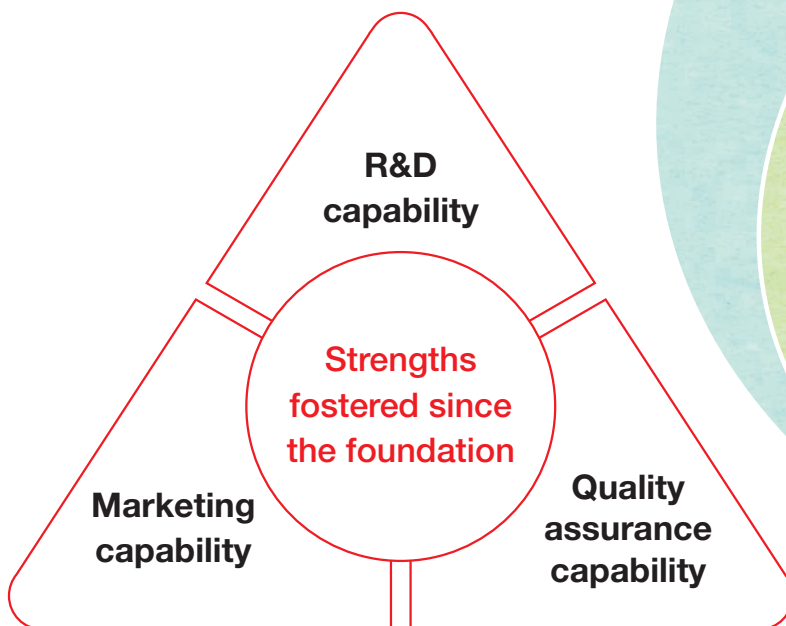 R&D
capability
Strengths
fostered since
the foundation
Marketing
capability
Quality
assurance
capability